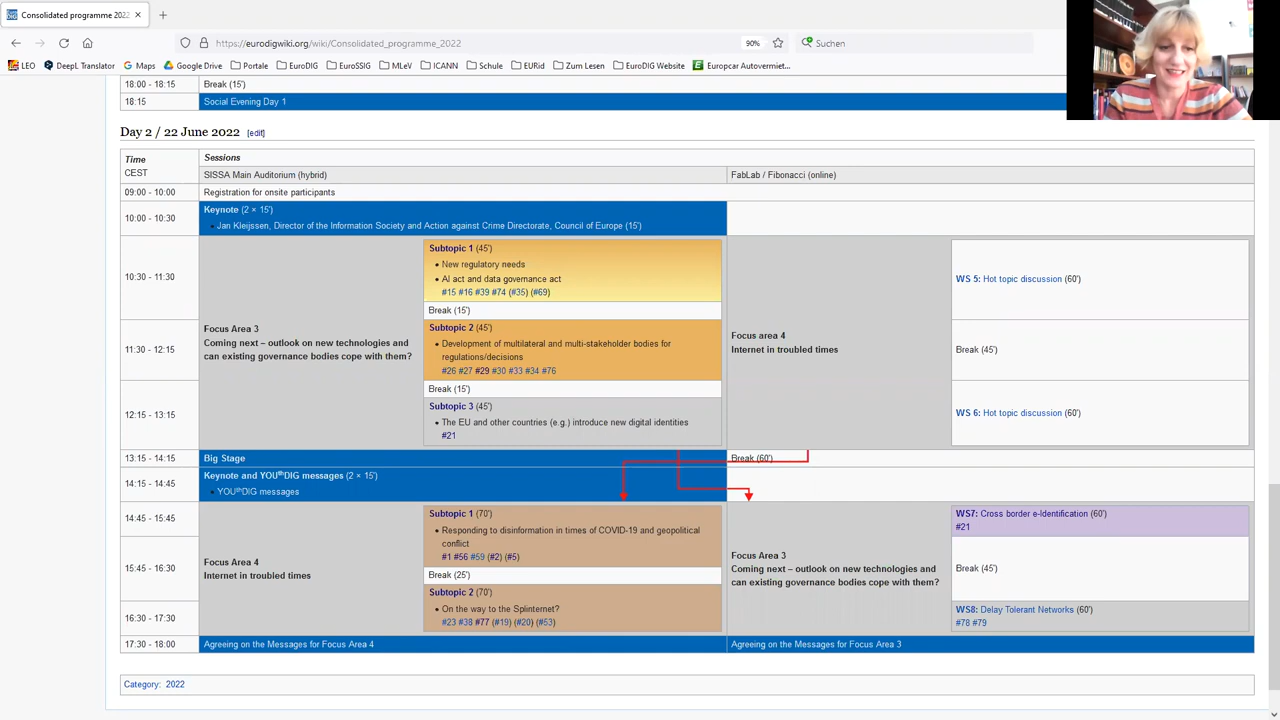 Consolidated programme 2022
https://eurodigwiki.org/wiki/Consolidated_programme_2022
90%
Suchen
LEO
DeepL Translator
Maps
Google Drive
EuroDIG
EuroSSIG
MLeV
ICANN
Schule
EURid
Zum Lesen
EuroDIG Website
Europcar Autovermiet...
Portale
18:00 - 18:15 Break (15')
18:15 Social Evening Day 1
Day 2 / 22 June 2022 [edit]
Time
CEST
Sessions
SISSA Main Auditorium (hybrid)
FabLab / Fibonacci (online)
09:00 - 10:00 Registration for onsite participants
10:00 - 10:30
Keynote (2 × 15')
Jan Kleijssen, Director of the Information Society and Action against Crime Directorate, Council of Europe (15')
10:30 - 11:30
11:30 - 12:15
12:15 - 13:15
Focus Area 3
Coming next – outlook on new technologies and
can existing governance bodies cope with them?
Subtopic 1 (45')
New regulatory needs
AI act and data governance act
#15 #16 #39 #74 (#35) (#69)
Break (15')
Subtopic 2 (45')
Development of multilateral and multi-stakeholder bodies for
regulations/decisions
#26 #27 #29 #30 #33 #34 #76
Break (15')
Subtopic 3 (45')
The EU and other countries (e.g.) introduce new digital identities
#21
Focus area 4
Internet in troubled times
WS 5: Hot topic discussion (60')
Break (45')
WS 6: Hot topic discussion (60')
13:15 - 14:15 Big Stage
Break (60')
14:15 - 14:45
Keynote and YOUthDIG messages (2 × 15')
YOUthDIG messages
14:45 - 15:45
15:45 - 16:30
16:30 - 17:30
Focus Area 4
Internet in troubled times
Subtopic 1 (70')
Responding to disinformation in times of COVID-19 and geopolitical
conflict
#1 #56 #59 (#2) (#5)
Break (25')
Subtopic 2 (70')
On the way to the Splinternet?
#23 #38 #77 (#19) (#20) (#53)
Focus Area 3
Coming next – outlook on new technologies and
can existing governance bodies cope with them?
WS7: Cross border e-Identification (60')
#21
Break (45')
WS8: Delay Tolerant Networks (60')
#78 #79
17:30 - 18:00 Agreeing on the Messages for Focus Area 4
Agreeing on the Messages for Focus Area 3
Category: 2022